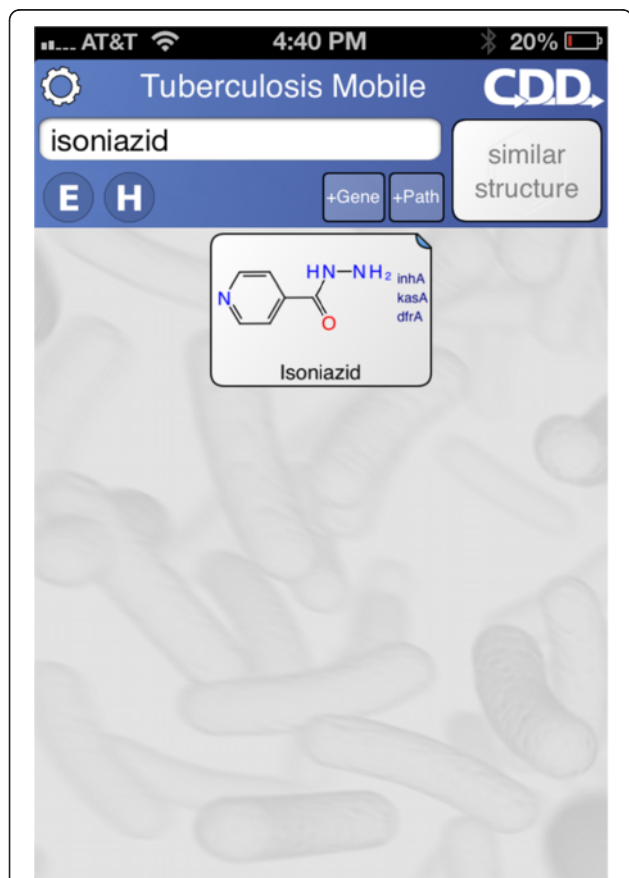 AT&T 4:40 PM 20%
Tuberculosis Mobile CDD
isoniazid
similar
structure
E H +Gene +Path
HN–NH2 inhA
N kasA
O dfrA
Isoniazid